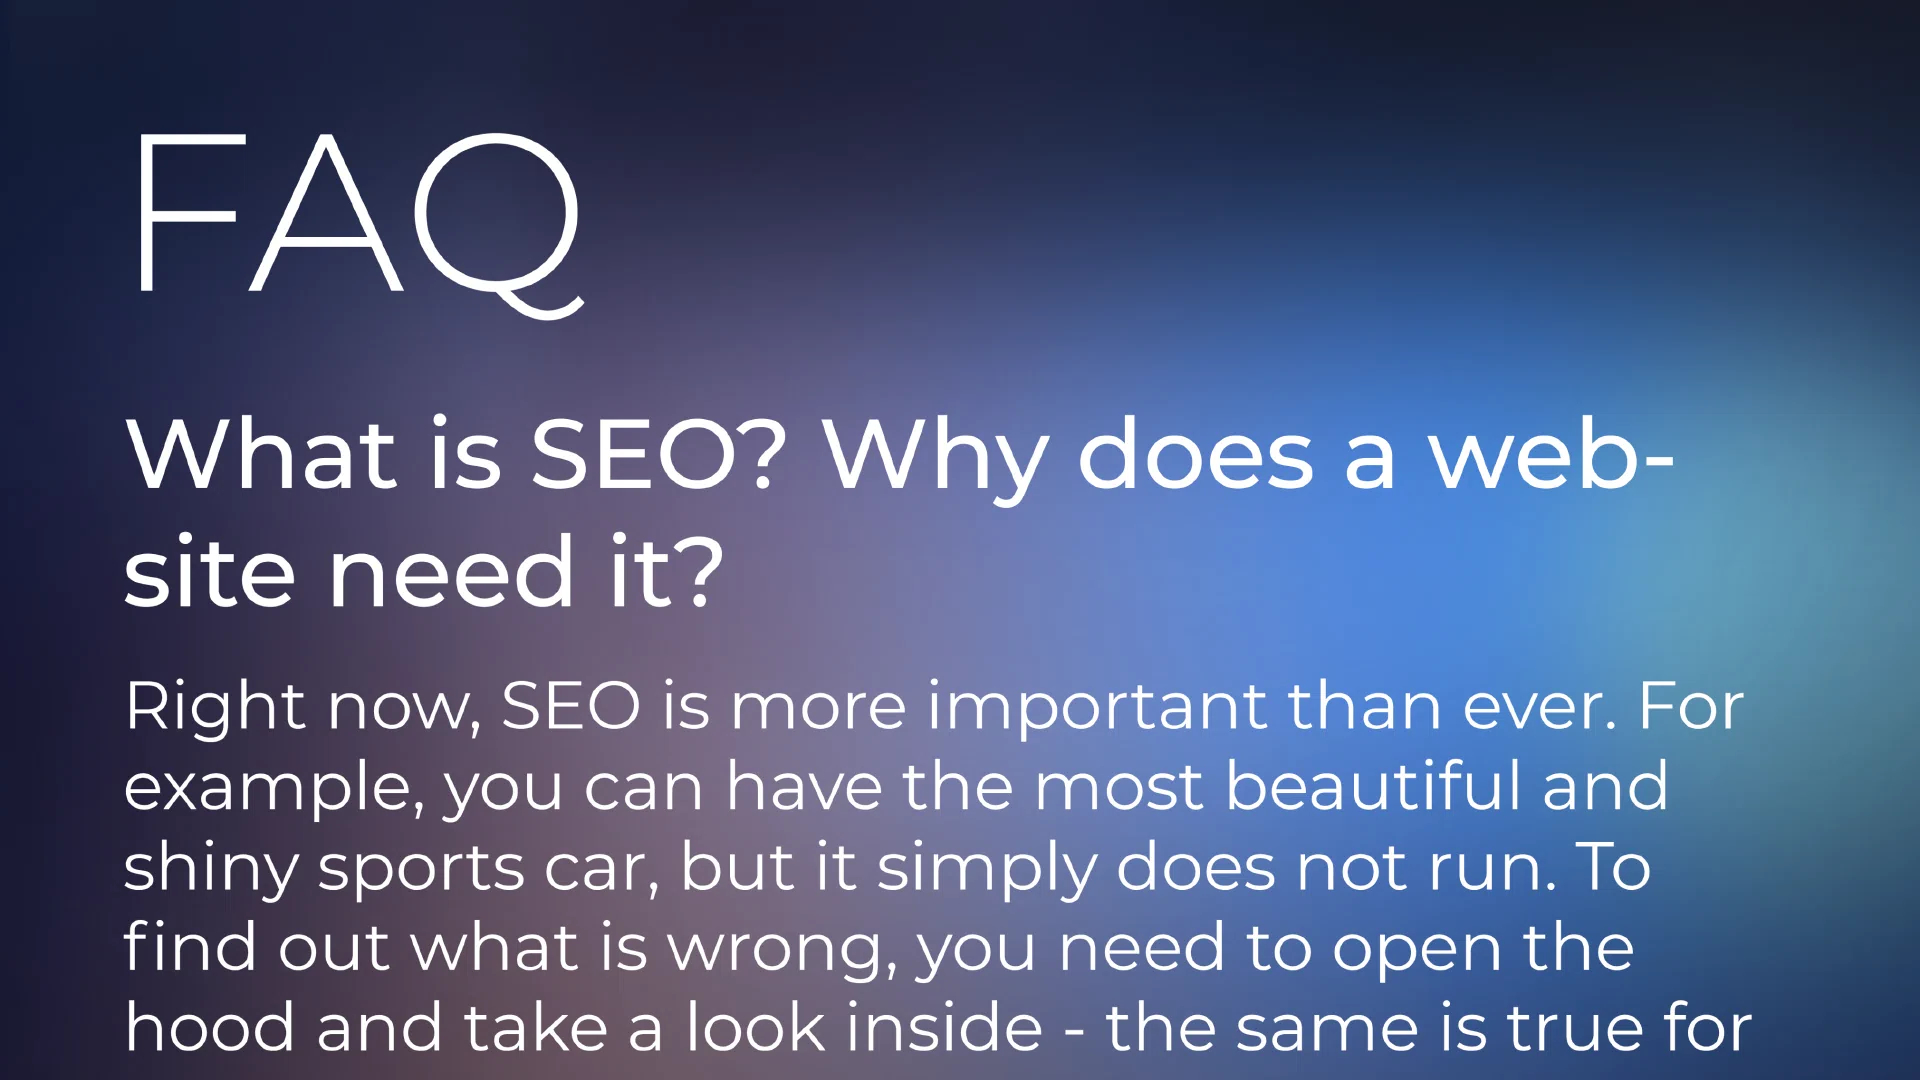 FAQ
What is SEO? Why does a web-
site need it?
Right now, SEO is more important than ever. For
example, you can have the most beautiful and
shiny sports car, but it simply does not run. To
find out what is wrong, you need to open the
hood and take a look inside - the same is true for